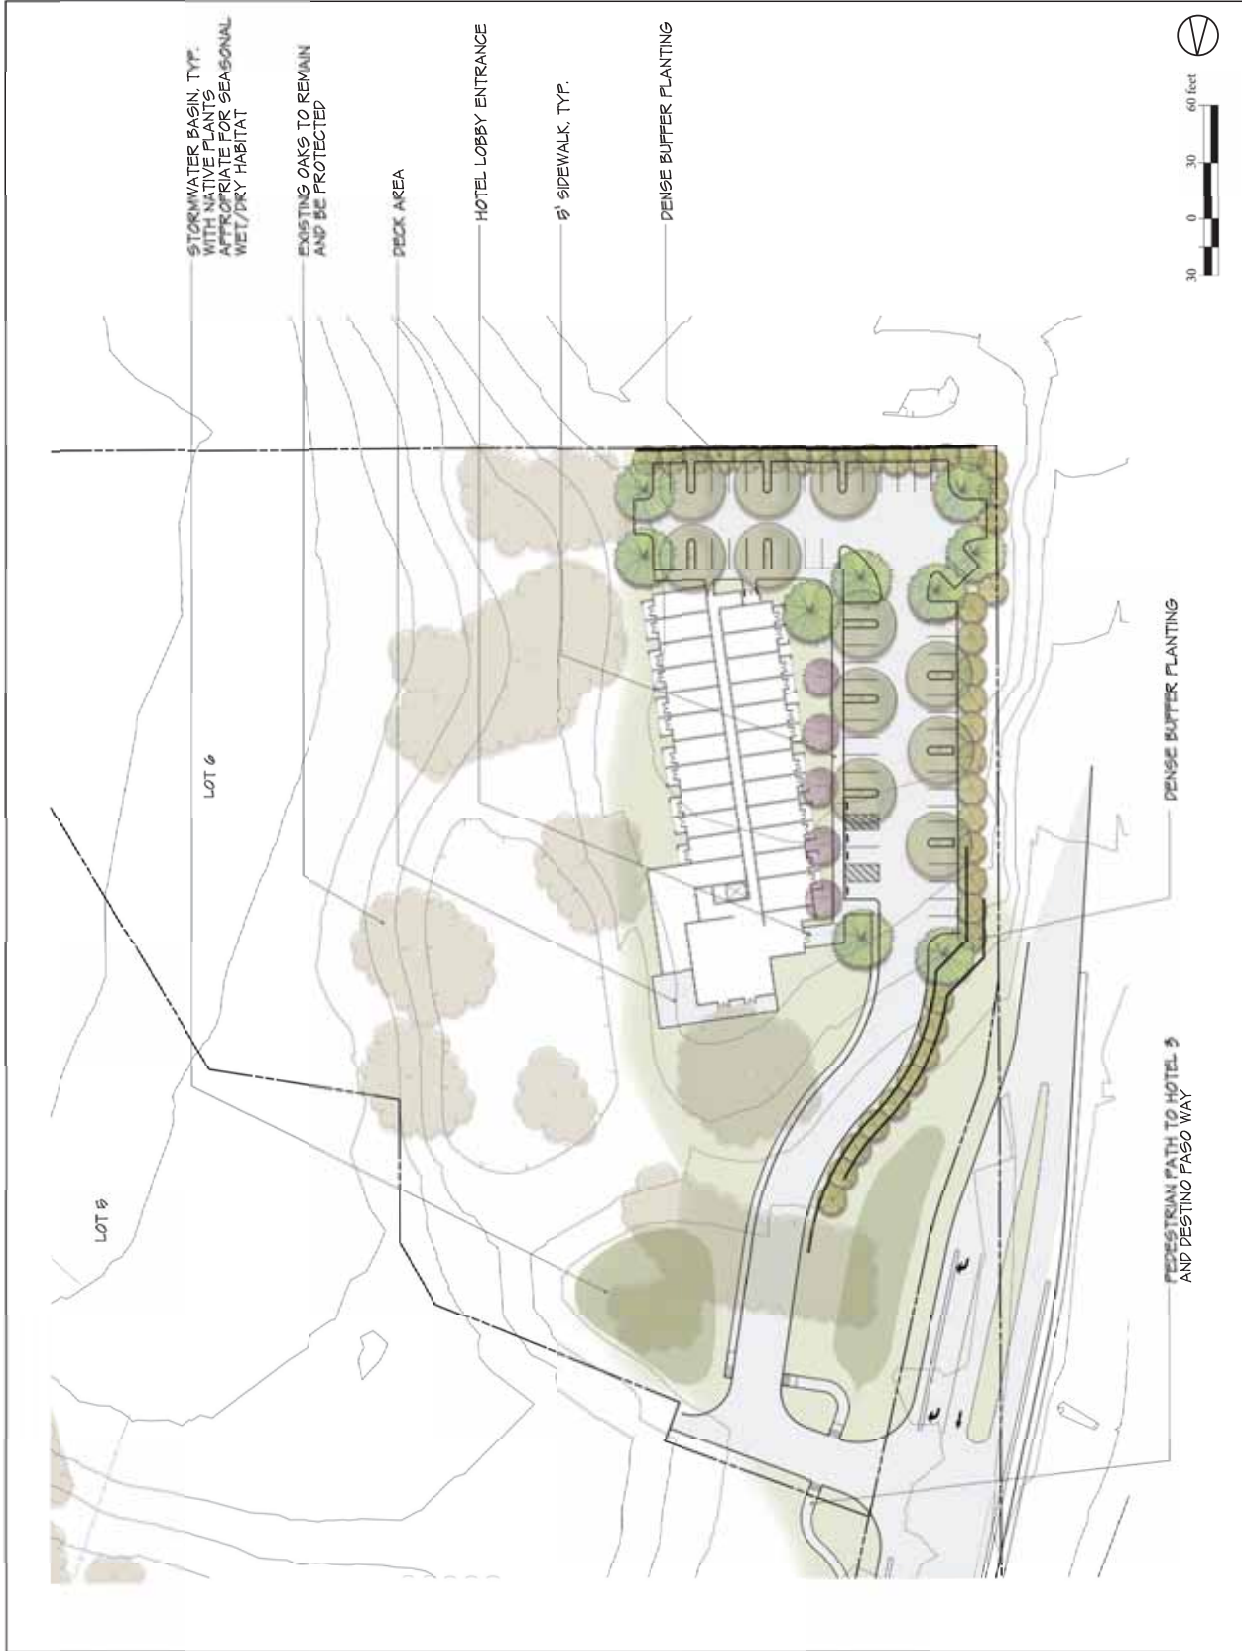 STORMWATER BASIN, TYP.
WITH NATIVE PLANTS
APPROPRIATE FOR SEASONAL
WET/DRY HABITAT
EXISTING OAKS TO REMAIN
AND BE PROTECTED
DECK AREA
HOTEL LOBBY ENTRANCE
5' SIDEWALK, TYP.
DENSE BUFFER PLANTING
LOT 6
LOT 5
DENSE BUFFER PLANTING
PEDESTRIAN PATH TO HOTEL 3
AND DESTINO PASO WAY
30 0 30 60 feet